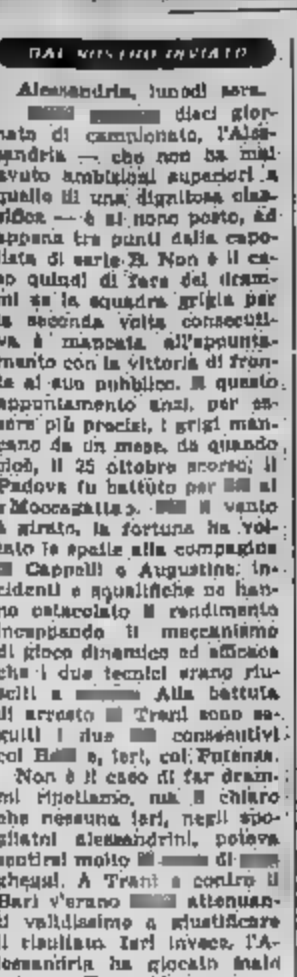 DAL NOSTRO INVIATO
Alessandria, lunedì sera.
dieci gior-
nate di campionato, l'Ales-
sandria — che non ha mai
avuto ambizioni superiori a
quelle di una dignitosa clas-
sifica — è al nono posto, ad
appena tre punti dalla capo-
lista di serie B. Non è il ca-
so quindi di fare dei dram-
mi se la squadra grigia per
la seconda volta consecuti-
va è mancata all'appunta-
mento con la vittoria di fron-
te al suo pubblico. A questo
appuntamento anzi, per es-
sere più precisi, i grigi man-
cano da un mese, da quando
cioè, il 25 ottobre scorso, il
Padova fu battuto per al
«Moccagatta». il vento
è girato, la fortuna ha vol-
tato le spalle alla compagine
Cappelli e Augustine, in-
cidenti e squalifiche ne han-
no ostacolato il rendimento
inceppando il meccanismo
di gioco dinamico ed efficace
che i due tecnici erano riu-
sciti a Alla battuta
di arresto Trani sono se-
guiti i due consecutivi
col e, ieri, col Potenza.
Non è il caso di far dram-
mi ripetiamo, ma è chiaro
che nessuno ieri, negli spo-
gliatoi alessandrini, poteva
sentirsi molto di
A Trani e contro il
Bari v'erano attenuan-
ti validissime a giustificare
il risultato. Ieri invece, l'A-
lessandria ha giocato male